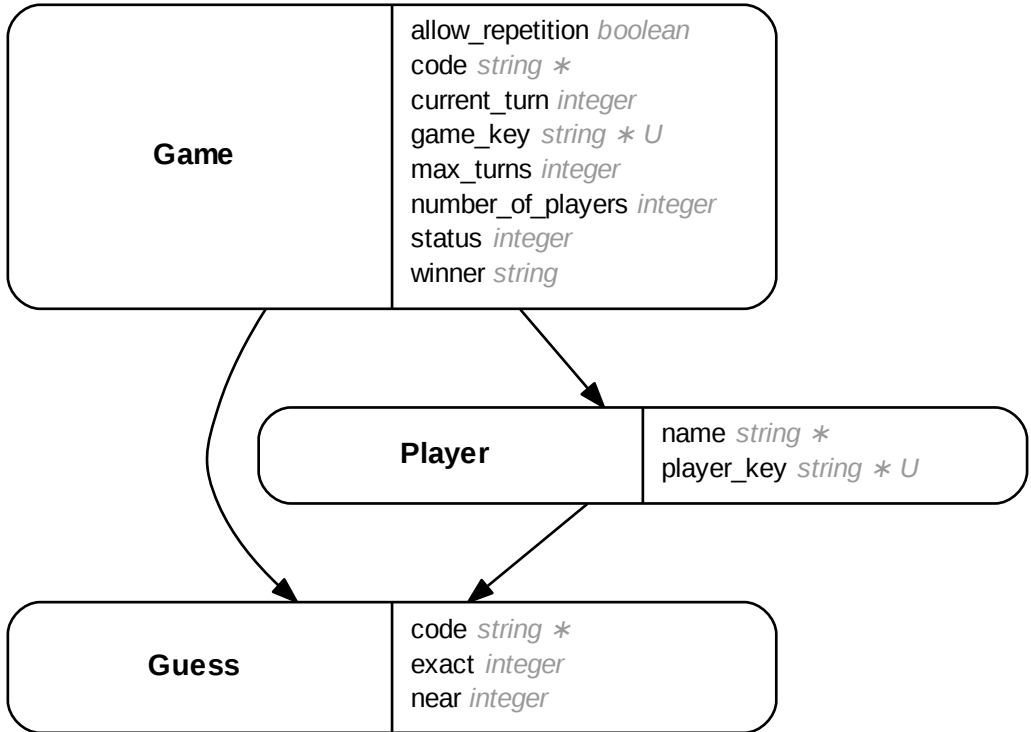 Game
allow_repetition boolean
code string ∗
current_turn integer
game_key string ∗ U
max_turns integer
number_of_players integer
status integer
winner string
Player
name string ∗
player_key string ∗ U
Guess
code string ∗
exact integer
near integer